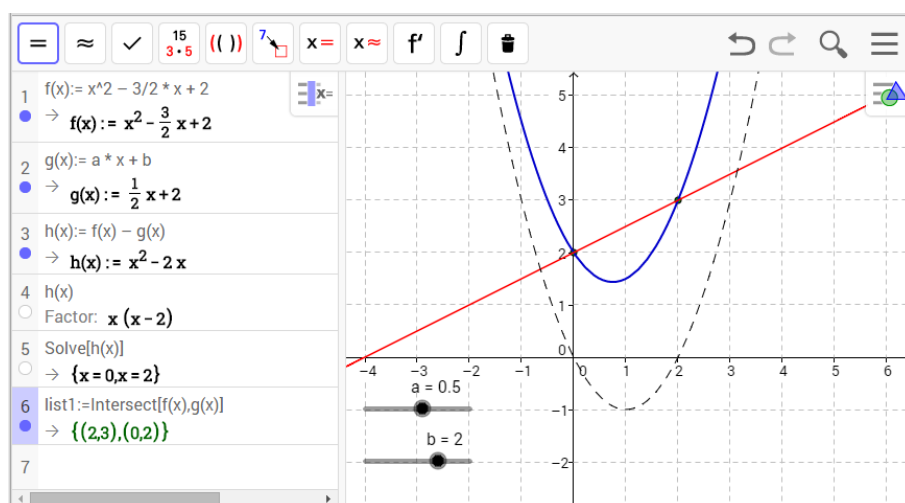 = ≈ ✓ 15 (( )) 7 x= x≈ f′ ∫
3·5
1 f(x):= x^2 − 3/2 * x + 2 x=
→ f(x) := x² - 3/2 x+2
2 g(x):= a * x + b
→ g(x) := 1/2 x+2
3 h(x):= f(x) − g(x)
→ h(x) := x² - 2 x
4 h(x)
Factor: x (x - 2)
5 Solve[h(x)]
→ {x = 0, x = 2}
6 list1:=Intersect[f(x),g(x)]
→ {(2,3),(0,2)}
7
5
4
3
2
1
0
−4 −3 −2 −1 0 1 2 3 4 5 6
a = 0.5
−1
b = 2
−2